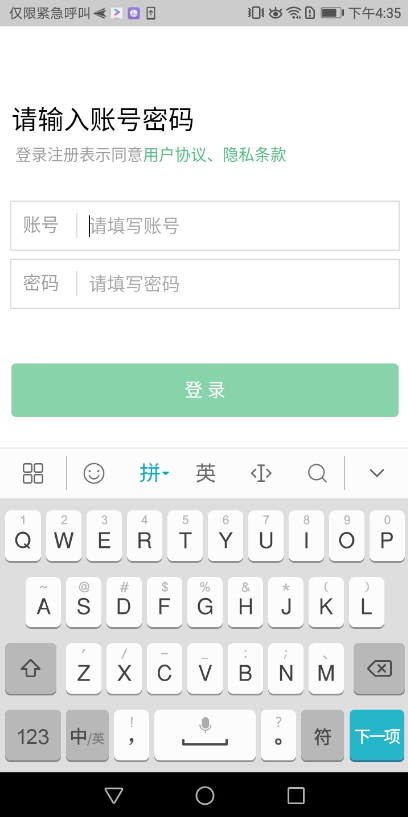 仅限紧急呼叫 下午4:35
请输入账号密码
登录注册表示同意用户协议、隐私条款
账号 请填写账号
密码 请填写密码
登录
拼 英
1 2 3 4 5 6 7 8 9 0
Q W E R T Y U I O P
~ @ # $ % & * ( )
A S D F G H J K L
' / - _ : ; 、
Z X C V B N M
! ?
123 中/英 , 。 符 下一项